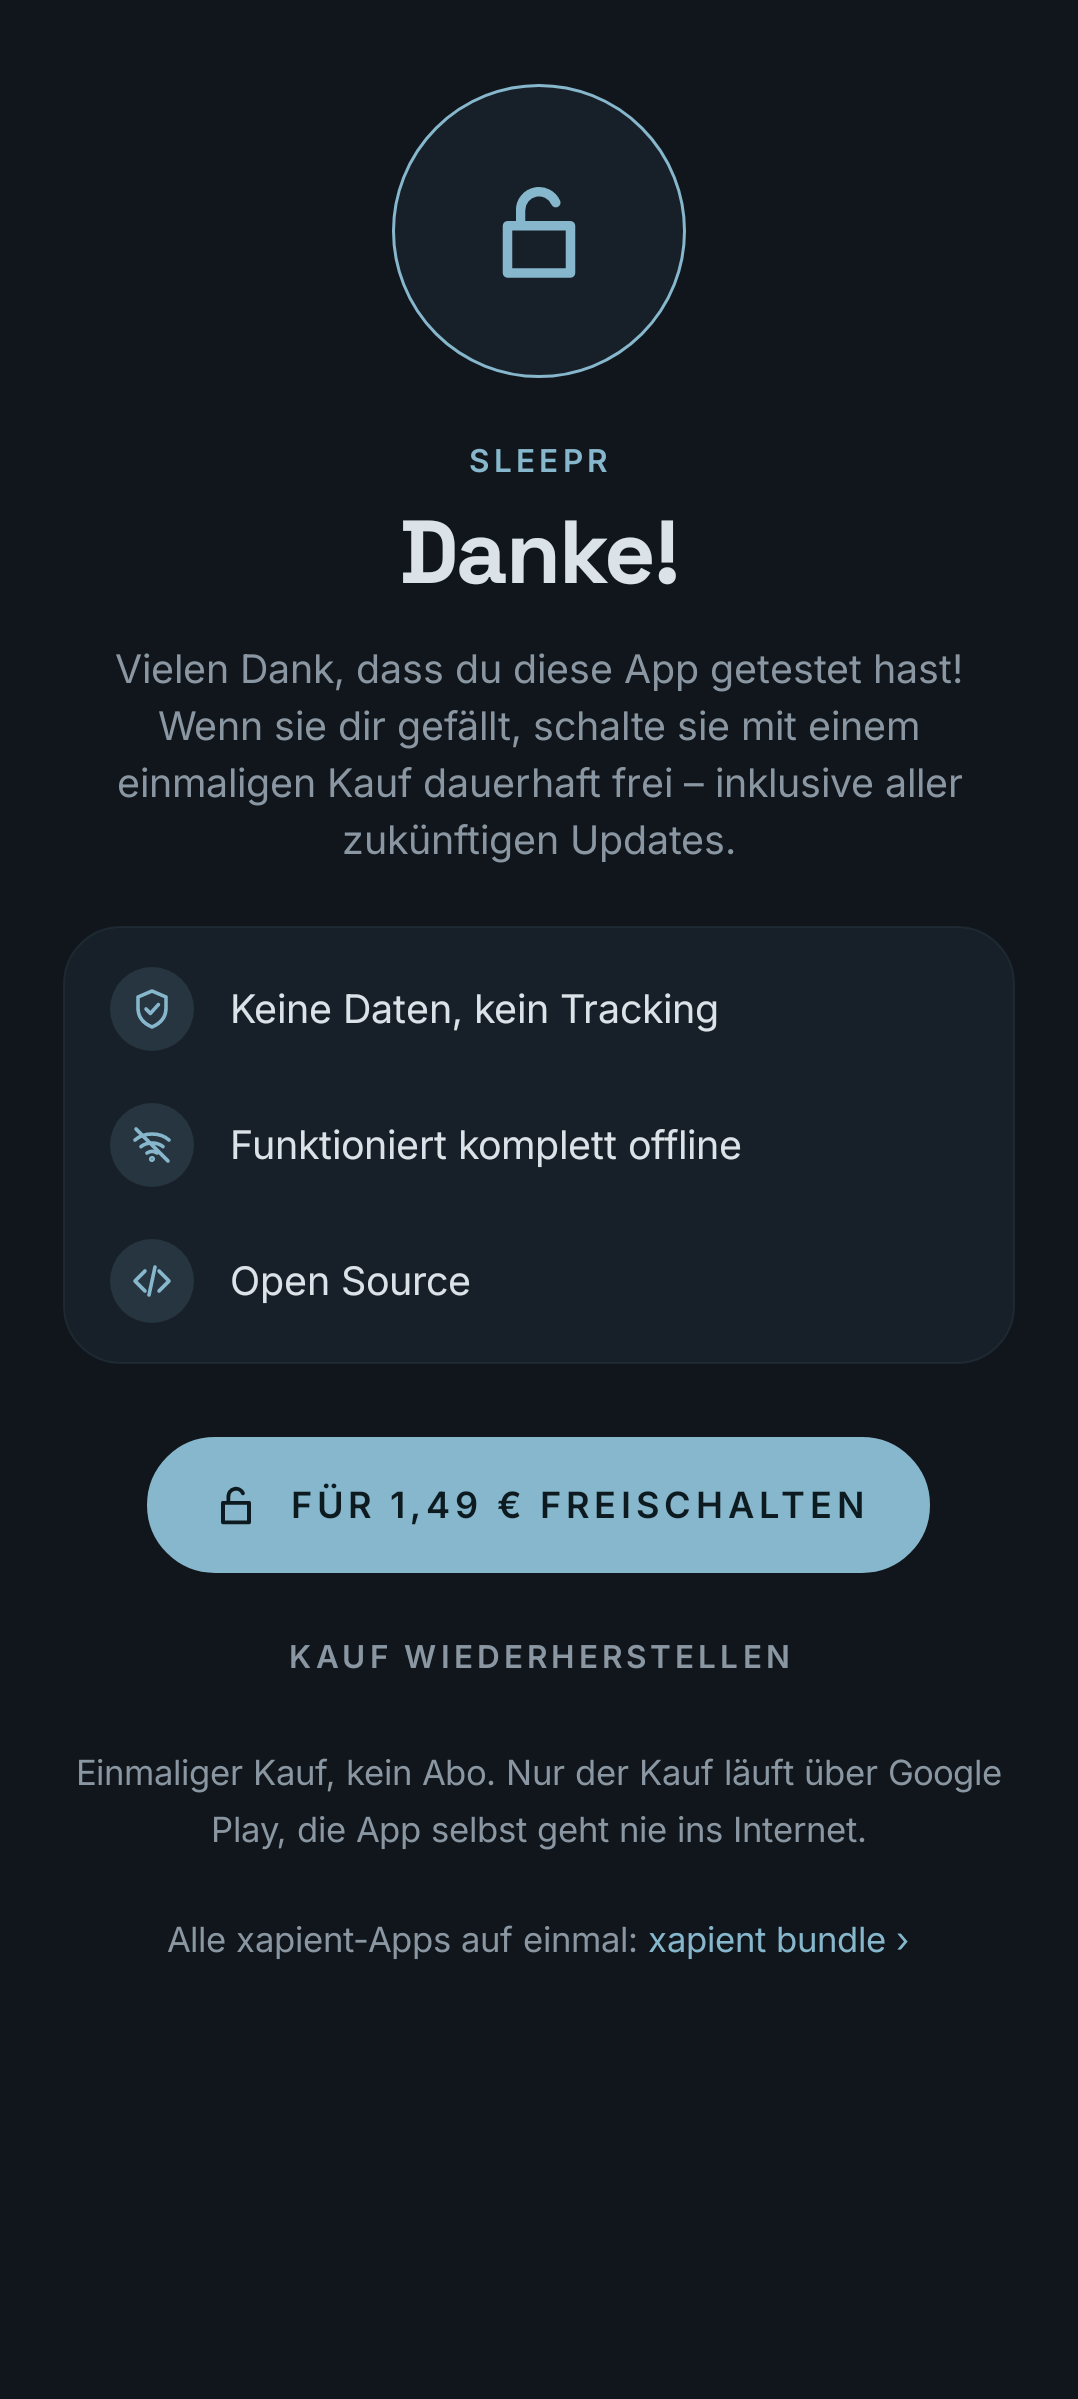 SLEEPR
Danke!
Vielen Dank, dass du diese App getestet hast!
Wenn sie dir gefällt, schalte sie mit einem
einmaligen Kauf dauerhaft frei – inklusive aller
zukünftigen Updates.
Keine Daten, kein Tracking
Funktioniert komplett offline
Open Source
FÜR 1,49 € FREISCHALTEN
KAUF WIEDERHERSTELLEN
Einmaliger Kauf, kein Abo. Nur der Kauf läuft über Google
Play, die App selbst geht nie ins Internet.
Alle xapient-Apps auf einmal: xapient bundle ›